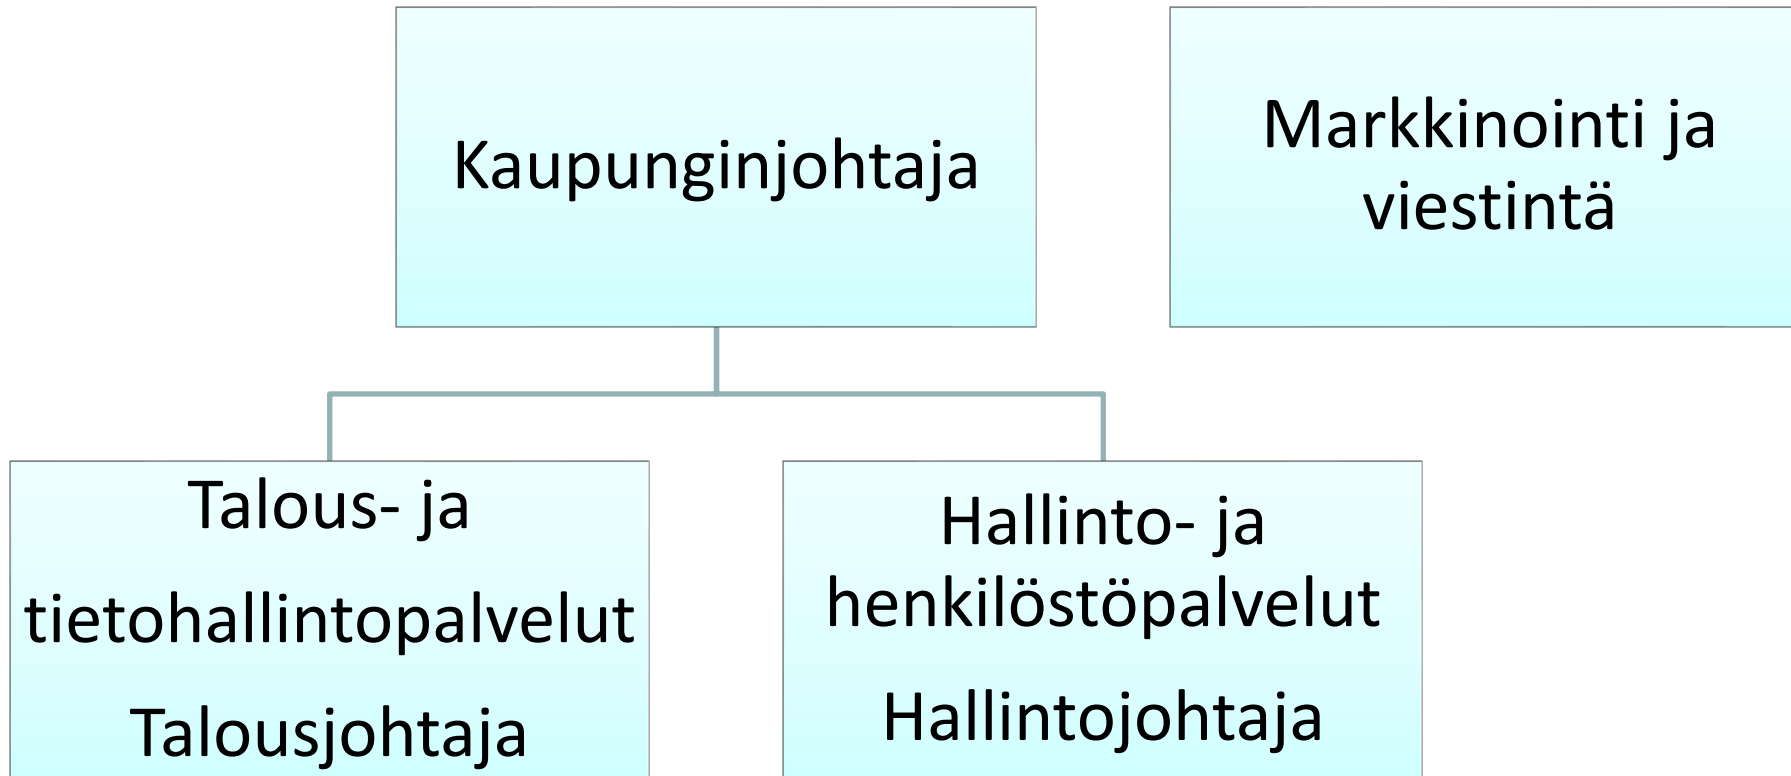 Kaupunginjohtaja
Markkinointi ja
viestintä
Talous- ja
tietohallintopalvelut
Talousjohtaja
Hallinto- ja
henkilöstöpalvelut
Hallintojohtaja